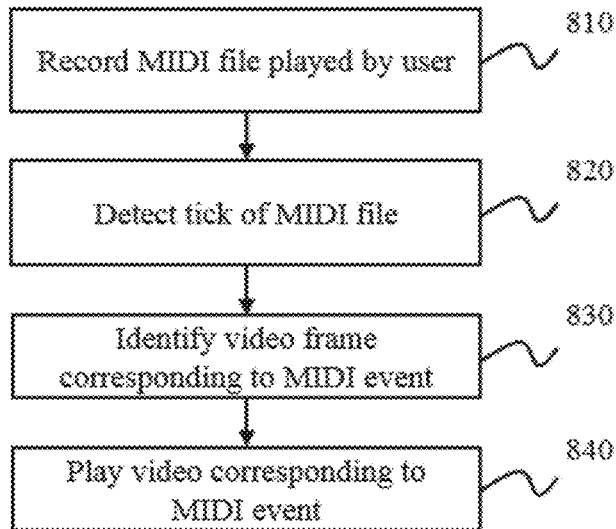 810
Record MIDI file played by user
820
Detect tick of MIDI file
830
Identify video frame
corresponding to MIDI event
840
Play video corresponding to
MIDI event